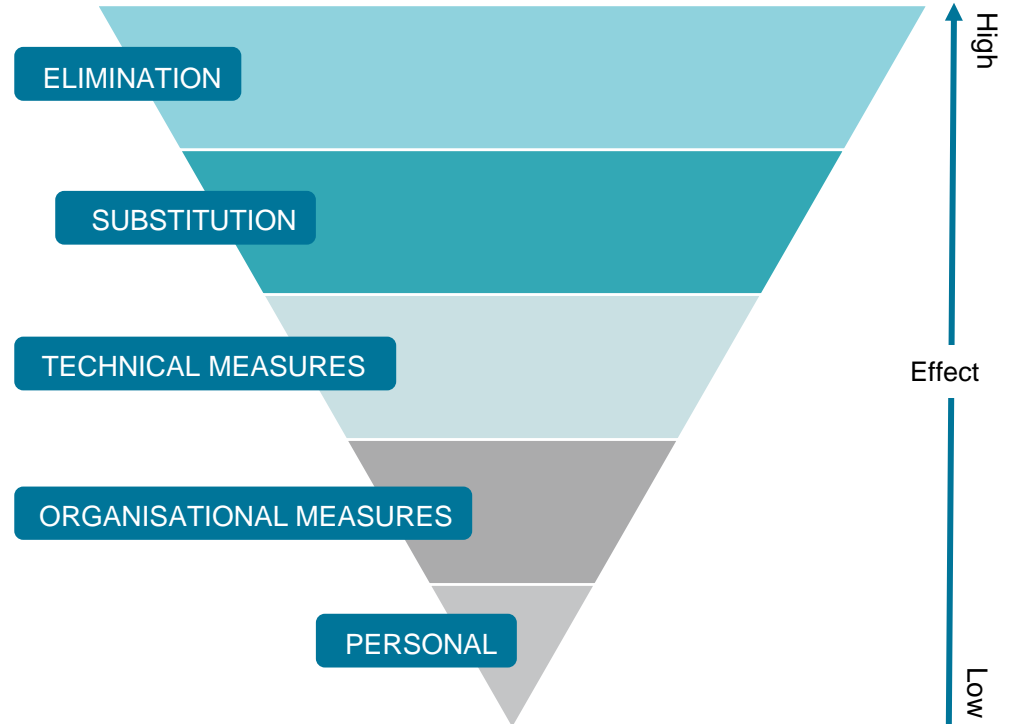 High
ELIMINATION
SUBSTITUTION
TECHNICAL MEASURES
Effect
ORGANISATIONAL MEASURES
PERSONAL
Low